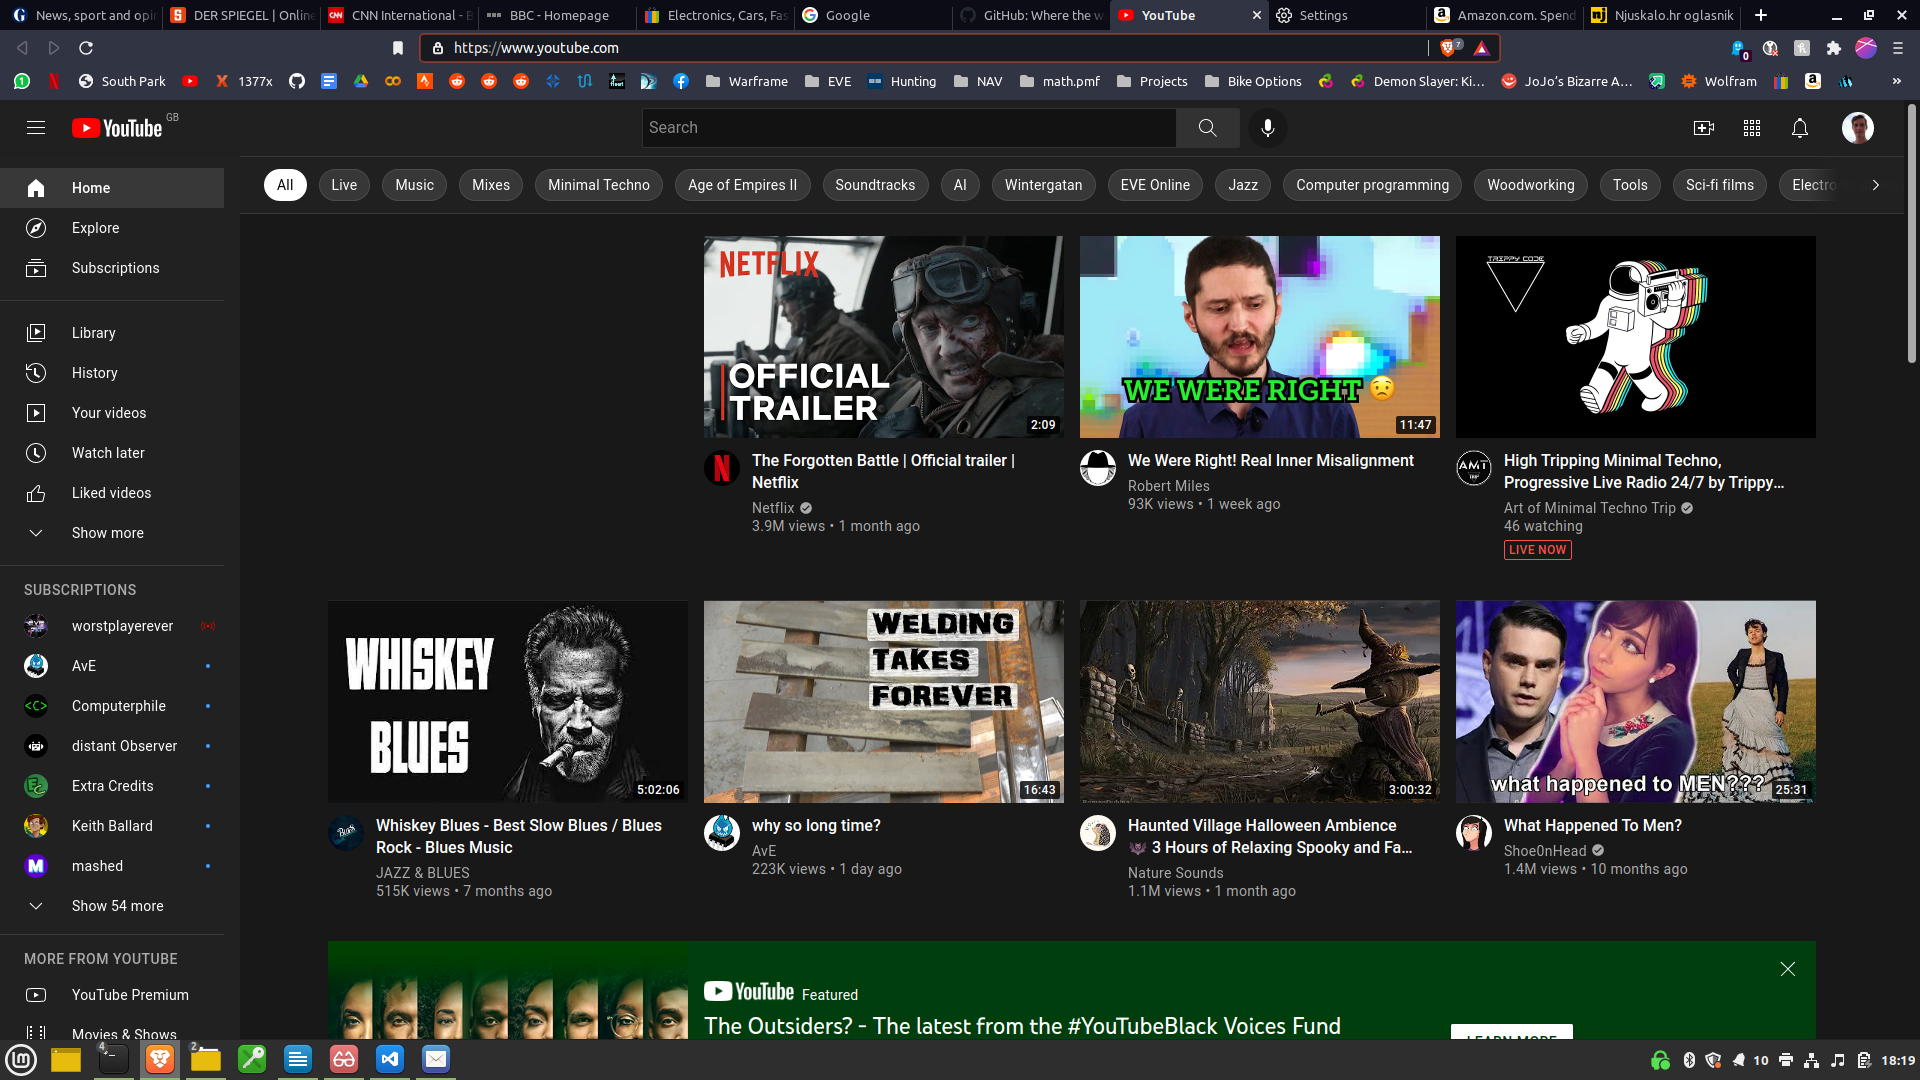 News, sport and opi
DER SPIEGEL | Online
CNN International - B
BBC - Homepage
Electronics, Cars, Fas
Google
GitHub: Where the w
YouTube
Settings
Amazon.com. Spend
Njuskalo.hr oglasnik
https://www.youtube.com
7
0
1
South Park
1377x
Warframe
EVE
Hunting
NAV
math.pmf
Projects
Bike Options
Demon Slayer: Ki...
JoJo's Bizarre A...
Wolfram
YouTube GB
Search
Home
Explore
Subscriptions
Library
History
Your videos
Watch later
Liked videos
Show more
SUBSCRIPTIONS
worstplayerever
AvE
Computerphile
distant Observer
Extra Credits
Keith Ballard
mashed
Show 54 more
MORE FROM YOUTUBE
YouTube Premium
Movies & Shows
All
Live
Music
Mixes
Minimal Techno
Age of Empires II
Soundtracks
AI
Wintergatan
EVE Online
Jazz
Computer programming
Woodworking
Tools
Sci-fi films
Electro
NETFLIX
OFFICIAL
TRAILER
2:09
The Forgotten Battle | Official trailer |
Netflix
Netflix
3.9M views • 1 month ago
WE WERE RIGHT
11:47
We Were Right! Real Inner Misalignment
Robert Miles
93K views • 1 week ago
TRIPPY CODE
AMT
High Tripping Minimal Techno,
Progressive Live Radio 24/7 by Trippy...
Art of Minimal Techno Trip
46 watching
LIVE NOW
WHISKEY
BLUES
5:02:06
Whiskey Blues - Best Slow Blues / Blues
Rock - Blues Music
JAZZ & BLUES
515K views • 7 months ago
WELDING
TAKES
FOREVER
16:43
why so long time?
AvE
223K views • 1 day ago
3:00:32
Haunted Village Halloween Ambience
3 Hours of Relaxing Spooky and Fa...
Nature Sounds
1.1M views • 1 month ago
what happened to MEN???
25:31
What Happened To Men?
Shoe0nHead
1.4M views • 10 months ago
YouTube Featured
The Outsiders? - The latest from the #YouTubeBlack Voices Fund
LEARN MORE
4
2
10
18:19